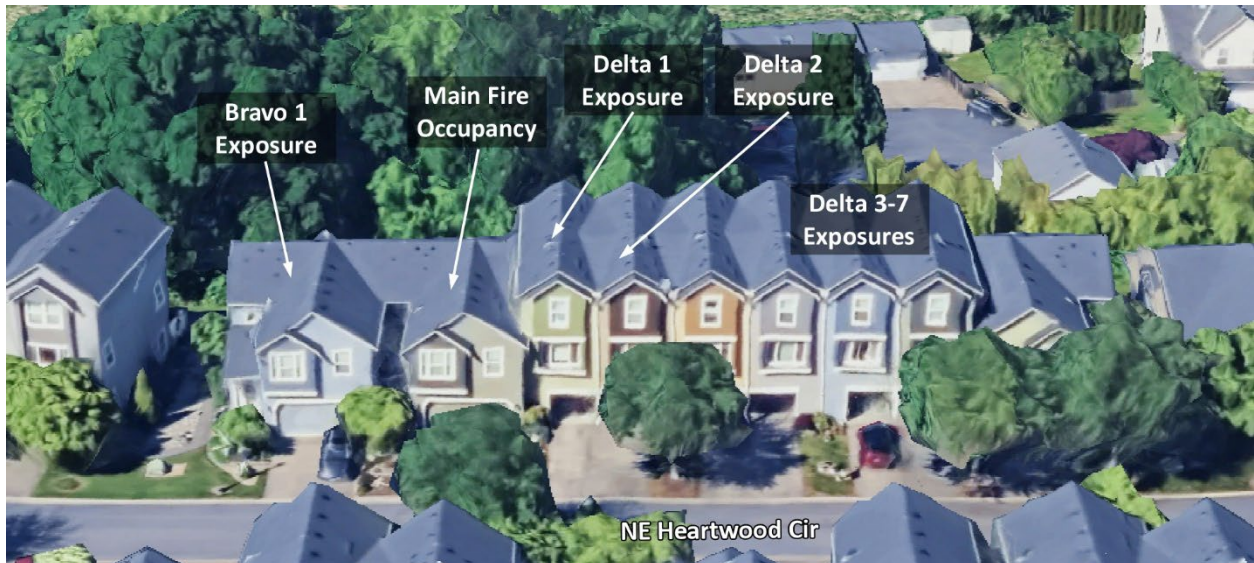 Bravo 1
Exposure
Main Fire
Occupancy
Delta 1
Exposure
Delta 2
Exposure
Delta 3-7
Exposures
NE Heartwood Cir